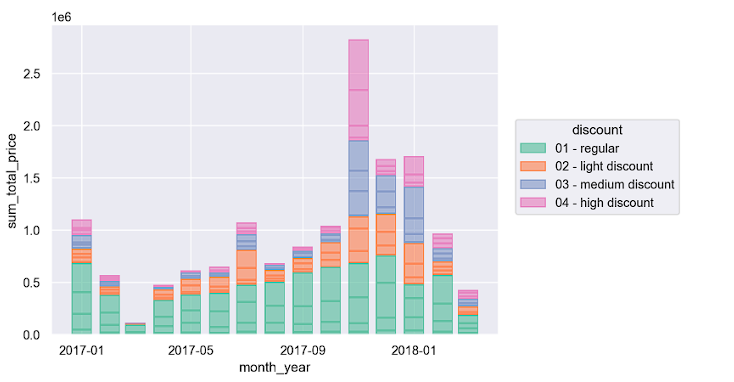 1e6
sum_total_price
2.5
2.0
1.5
1.0
0.5
0.0
2017-01
2017-05
2017-09
2018-01
month_year
discount
01 - regular
02 - light discount
03 - medium discount
04 - high discount